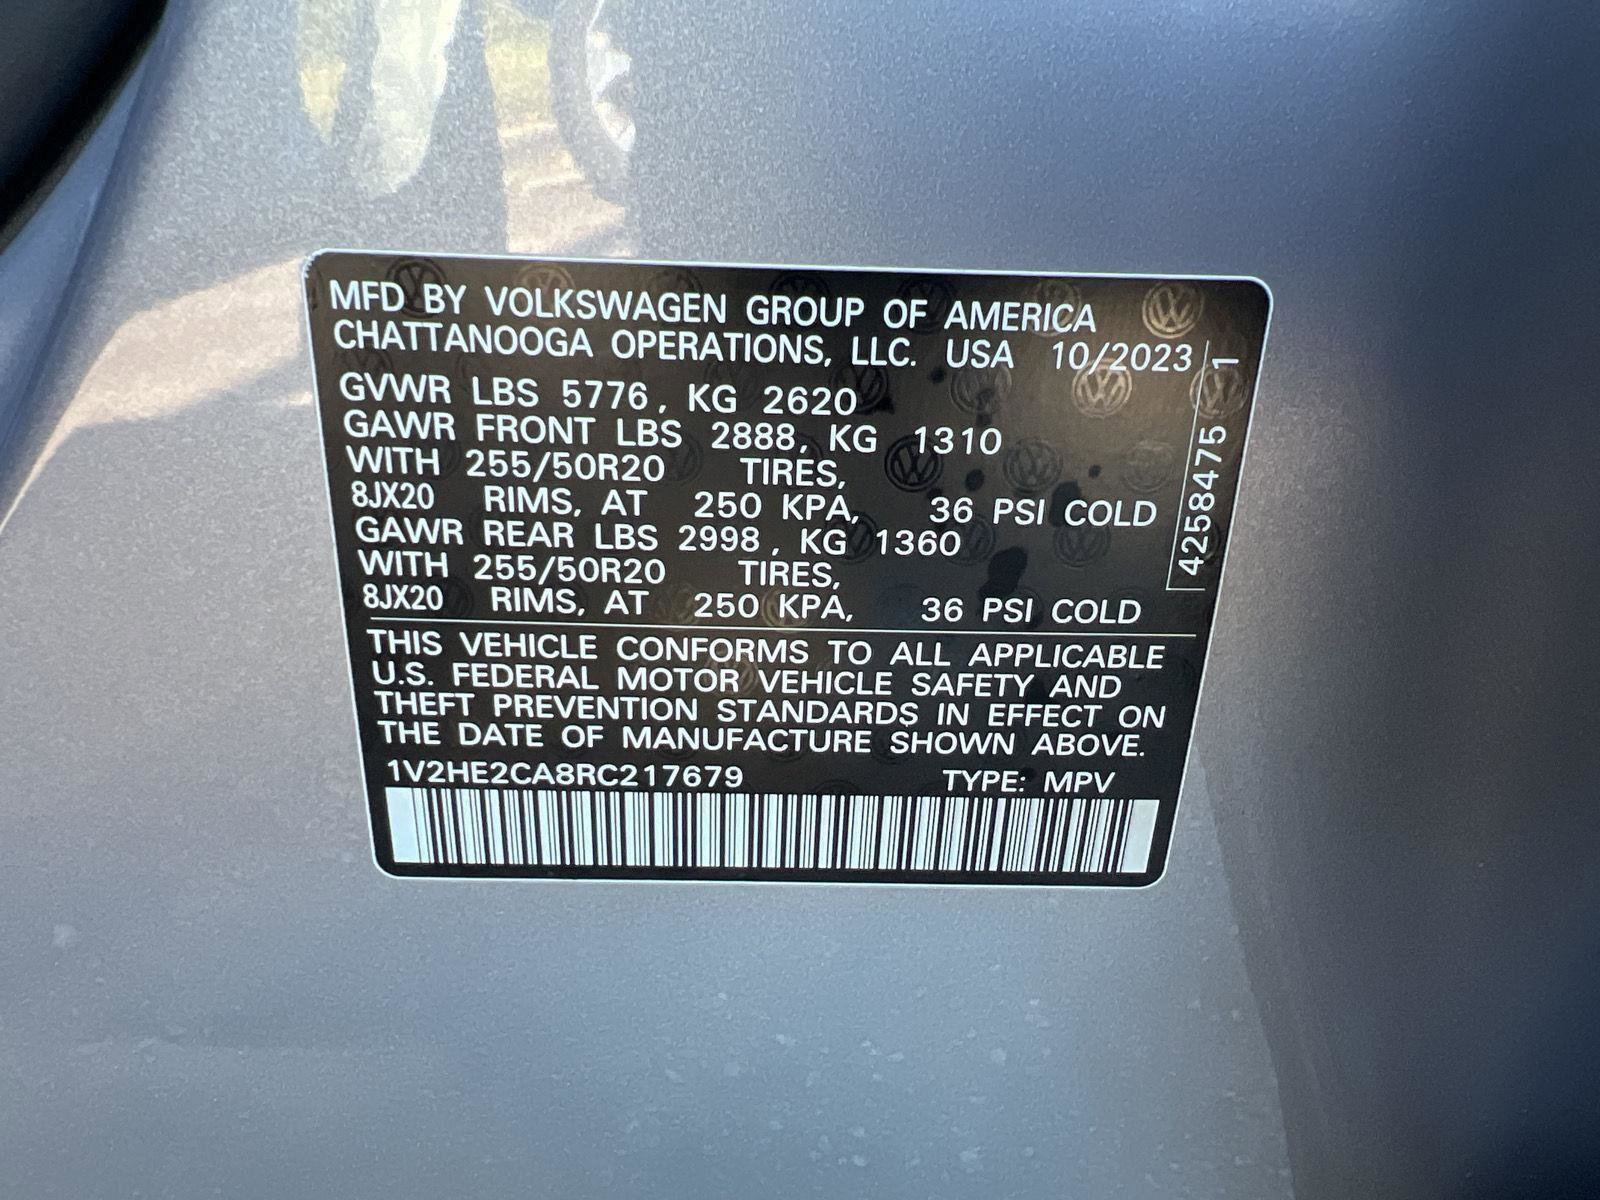 MFD BY VOLKSWAGEN GROUP OF AMERICA
CHATTANOOGA OPERATIONS, LLC. USA 10/2023
GVWR LBS 5776, KG 2620
GAWR FRONT LBS 2888, KG 1310
WITH 255/50R20 TIRES,
8JX20 RIMS, AT 250 KPA, 36 PSI COLD
GAWR REAR LBS 2998, KG 1360
WITH 255/50R20 TIRES,
8JX20 RIMS, AT 250 KPA, 36 PSI COLD
4258475 1
THIS VEHICLE CONFORMS TO ALL APPLICABLE
U.S. FEDERAL MOTOR VEHICLE SAFETY AND
THEFT PREVENTION STANDARDS IN EFFECT ON
THE DATE OF MANUFACTURE SHOWN ABOVE.
1V2HE2CA8RC217679 TYPE: MPV